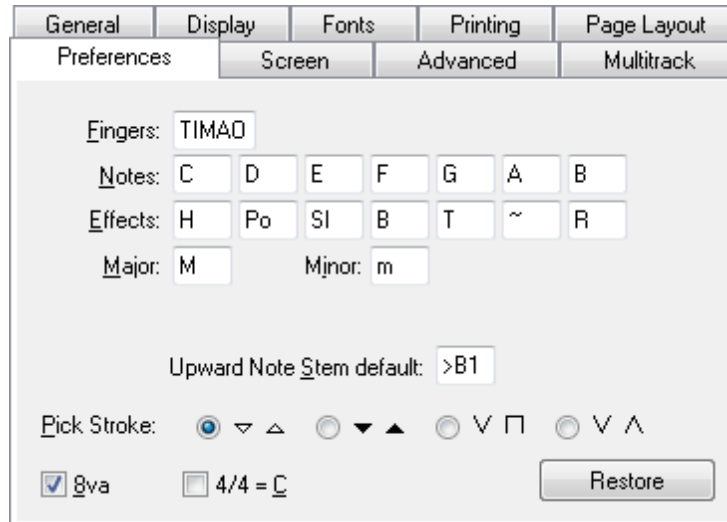 General Display Fonts Printing Page Layout
Preferences Screen Advanced Multitrack
Fingers: TIMAO
Notes: C D E F G A B
Effects: H Po Sl B T ~ R
Major: M Minor: m
Upward Note Stem default: >B1
Pick Stroke:
8va 4/4 = C Restore